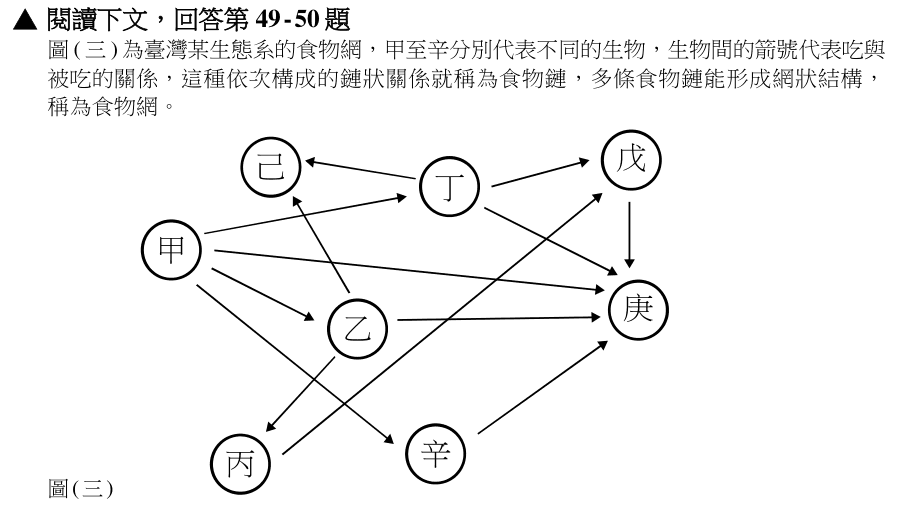 ▲ 閱讀下文，回答第 49-50 題
圖(三)為臺灣某生態系的食物網，甲至辛分別代表不同的生物，生物間的箭號代表吃與
被吃的關係，這種依次構成的鏈狀關係就稱為食物鏈，多條食物鏈能形成網狀結構，
稱為食物網。
己
丁
戊
甲
乙
庚
丙
辛
圖(三)